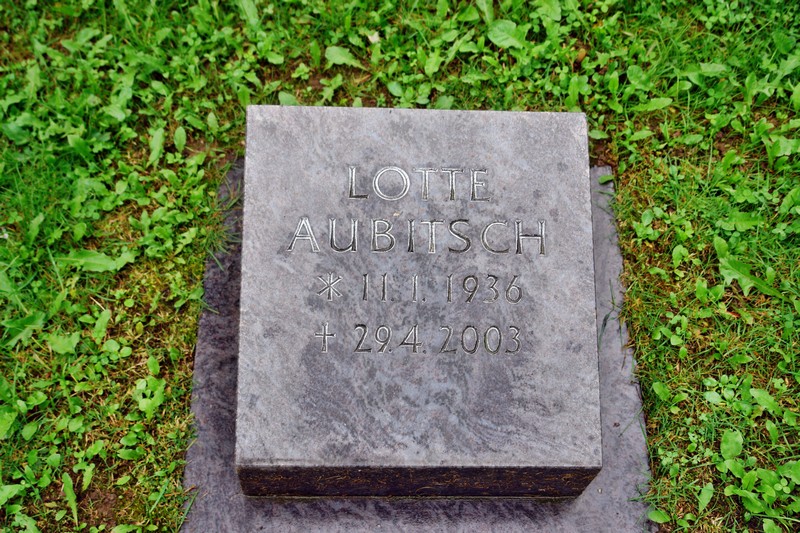 LOTTE
AUBITSCH
* 11. 1. 1936
† 29. 4. 2003